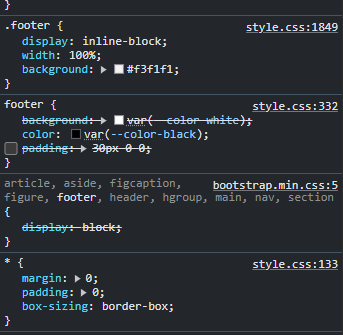 }
.footer { style.css:1849
display: inline-block;
width: 100%;
background: #f3f1f1;
}
footer { style.css:332
background: var(--color-white);
color: var(--color-black);
padding: 30px 0 0;
}
article, aside, figcaption, bootstrap.min.css:5
figure, footer, header, hgroup, main, nav, section
{
display: block;
}
* { style.css:133
margin: 0;
padding: 0;
box-sizing: border-box;
}